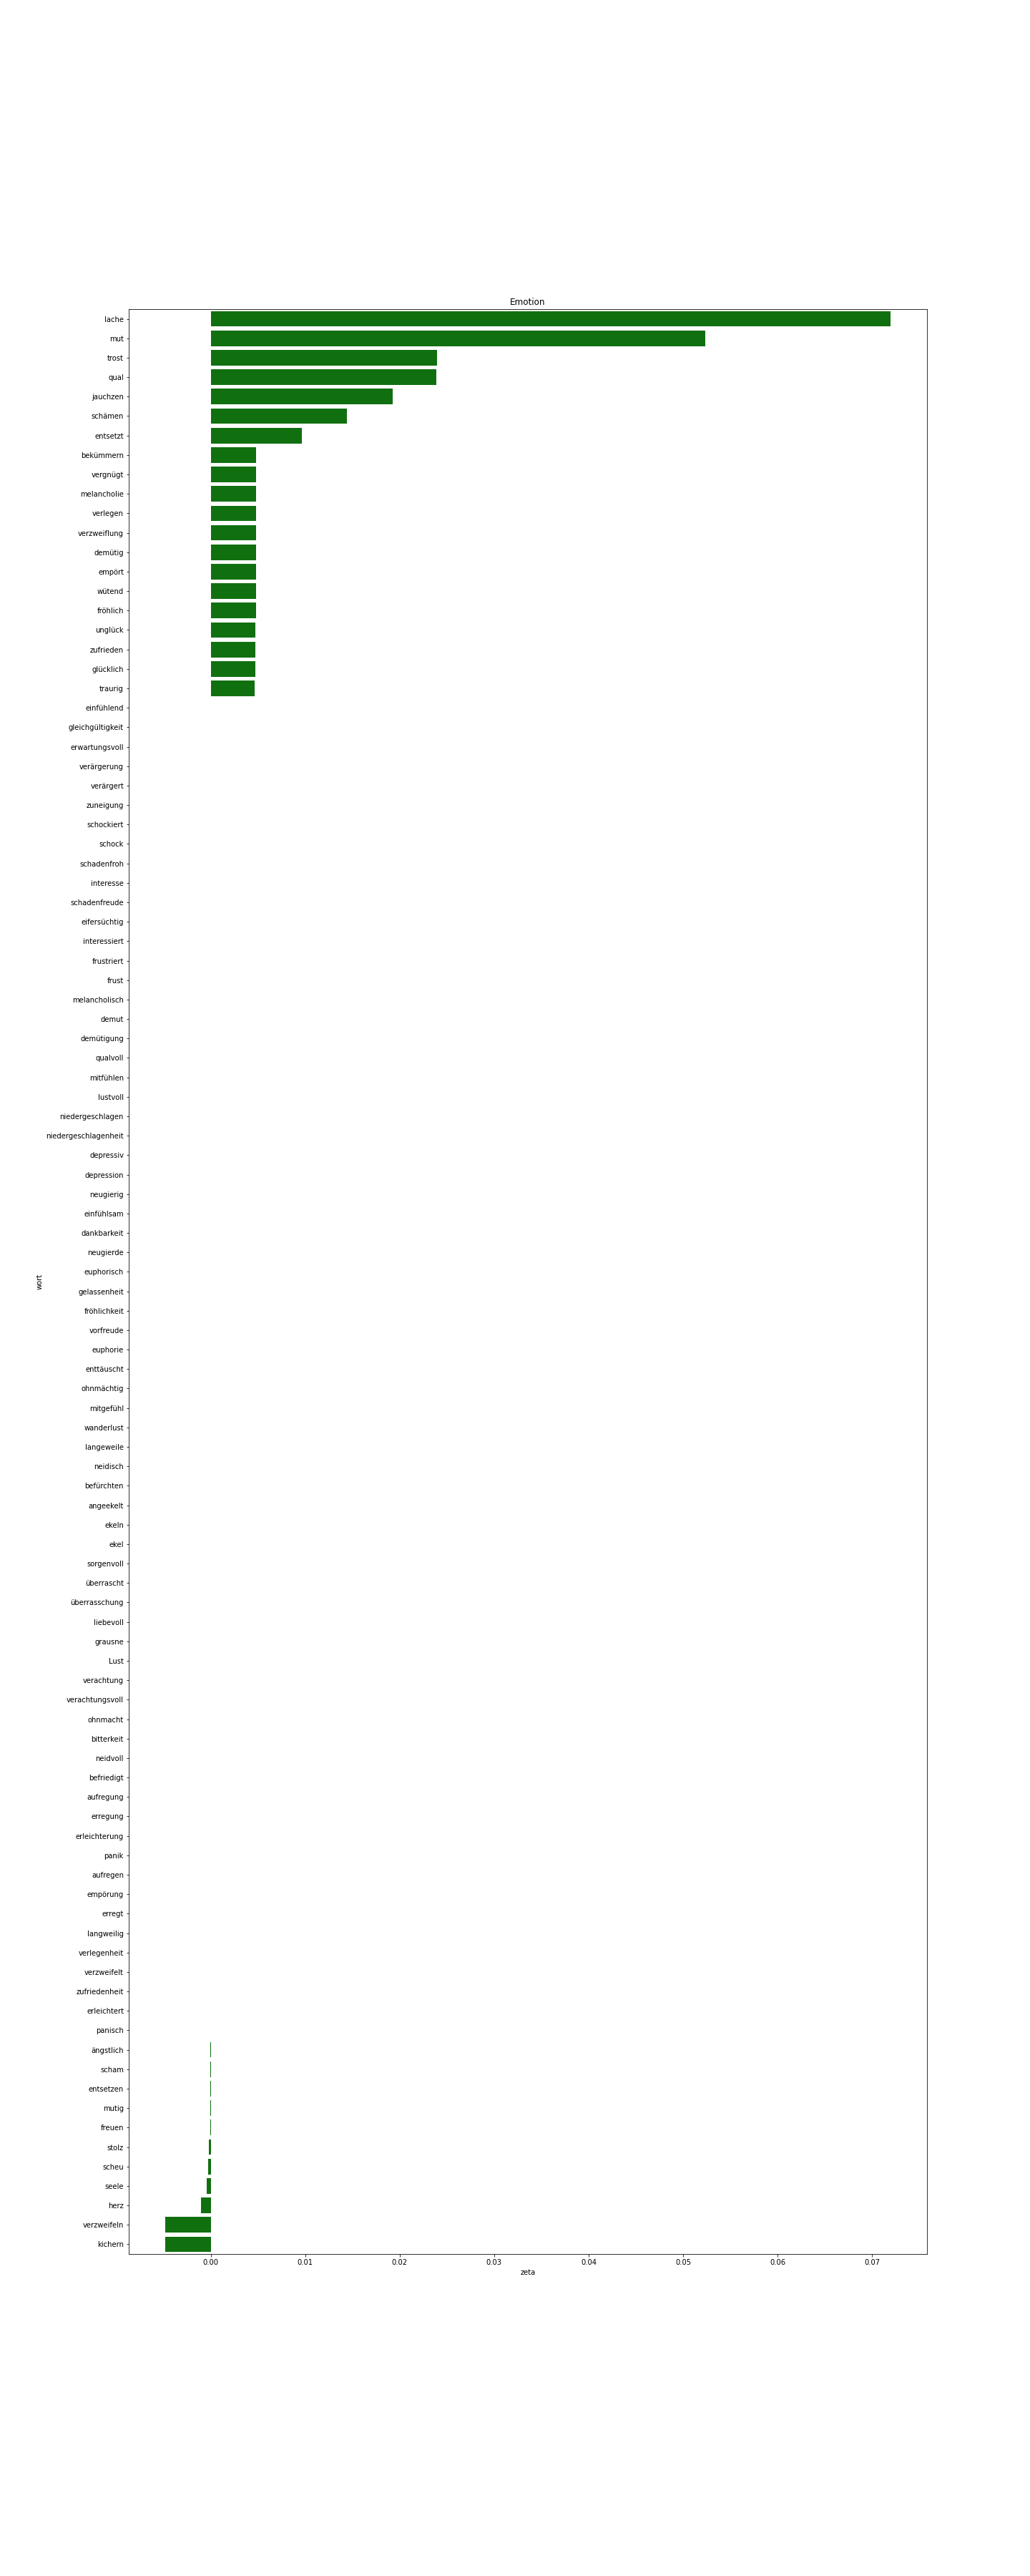 Emotion
lache
mut
trost
qual
jauchzen
schämen
entsetzt
bekümmern
vergnügt
melancholie
verlegen
verzweiflung
demütig
empört
wütend
fröhlich
unglück
zufrieden
glücklich
traurig
einfühlend
gleichgültigkeit
erwartungsvoll
verärgerung
verärgert
zuneigung
schockiert
schock
schadenfroh
interesse
schadenfreude
eifersüchtig
interessiert
frustriert
frust
melancholisch
demut
demütigung
qualvoll
mitfühlen
lustvoll
niedergeschlagen
niedergeschlagenheit
depressiv
depression
neugierig
einfühlsam
dankbarkeit
neugierde
euphorisch
gelassenheit
fröhlichkeit
vorfreude
euphorie
enttäuscht
ohnmächtig
mitgefühl
wanderlust
langeweile
neidisch
befürchten
angeekelt
ekeln
ekel
sorgenvoll
überrascht
überrasschung
liebevoll
grausne
Lust
verachtung
verachtungsvoll
ohnmacht
bitterkeit
neidvoll
befriedigt
aufregung
erregung
erleichterung
panik
aufregen
empörung
erregt
langweilig
verlegenheit
verzweifelt
zufriedenheit
erleichtert
panisch
ängstlich
scham
entsetzen
mutig
freuen
stolz
scheu
seele
herz
verzweifeln
kichern
wort
0.00 0.01 0.02 0.03 0.04 0.05 0.06 0.07
zeta